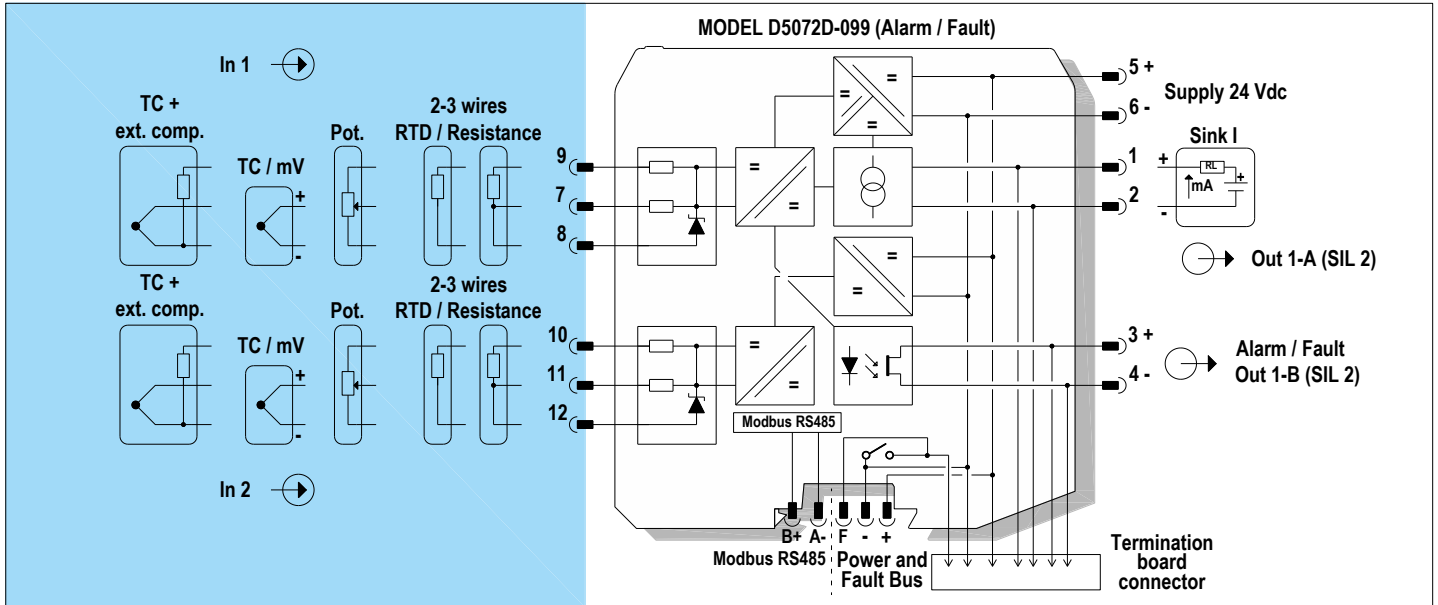 MODEL D5072D-099 (Alarm / Fault)
In 1
TC +
ext. comp.
TC / mV
+
-
Pot.
2-3 wires
RTD / Resistance
9
7
8
=
=
=
=
=
=
=
5 +
6 -
Supply 24 Vdc
1
2
Sink I
+
-
RL
mA
+
Out 1-A (SIL 2)
TC +
ext. comp.
TC / mV
+
-
Pot.
2-3 wires
RTD / Resistance
10
11
12
=
=
3 +
4 -
Alarm / Fault
Out 1-B (SIL 2)
Modbus RS485
In 2
B+ A- F - +
Modbus RS485
Power and
Fault Bus
Termination
board
connector